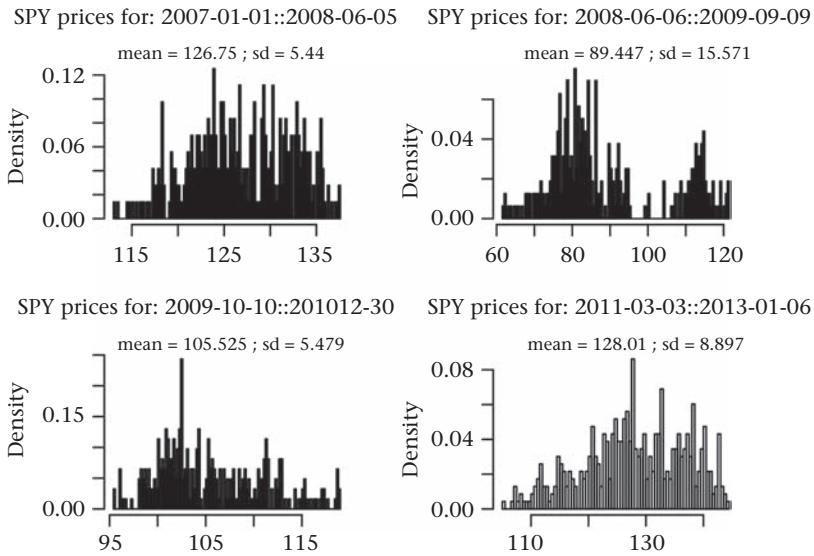 SPY prices for: 2007-01-01::2008-06-05
mean = 126.75 ; sd = 5.44
Density
0.12
0.06
0.00
115
125
135
SPY prices for: 2008-06-06::2009-09-09
mean = 89.447 ; sd = 15.571
Density
0.04
0.00
60
80
100
120
SPY prices for: 2009-10-10::201012-30
mean = 105.525 ; sd = 5.479
Density
0.15
0.00
95
105
115
SPY prices for: 2011-03-03::2013-01-06
mean = 128.01 ; sd = 8.897
Density
0.08
0.04
0.00
110
130